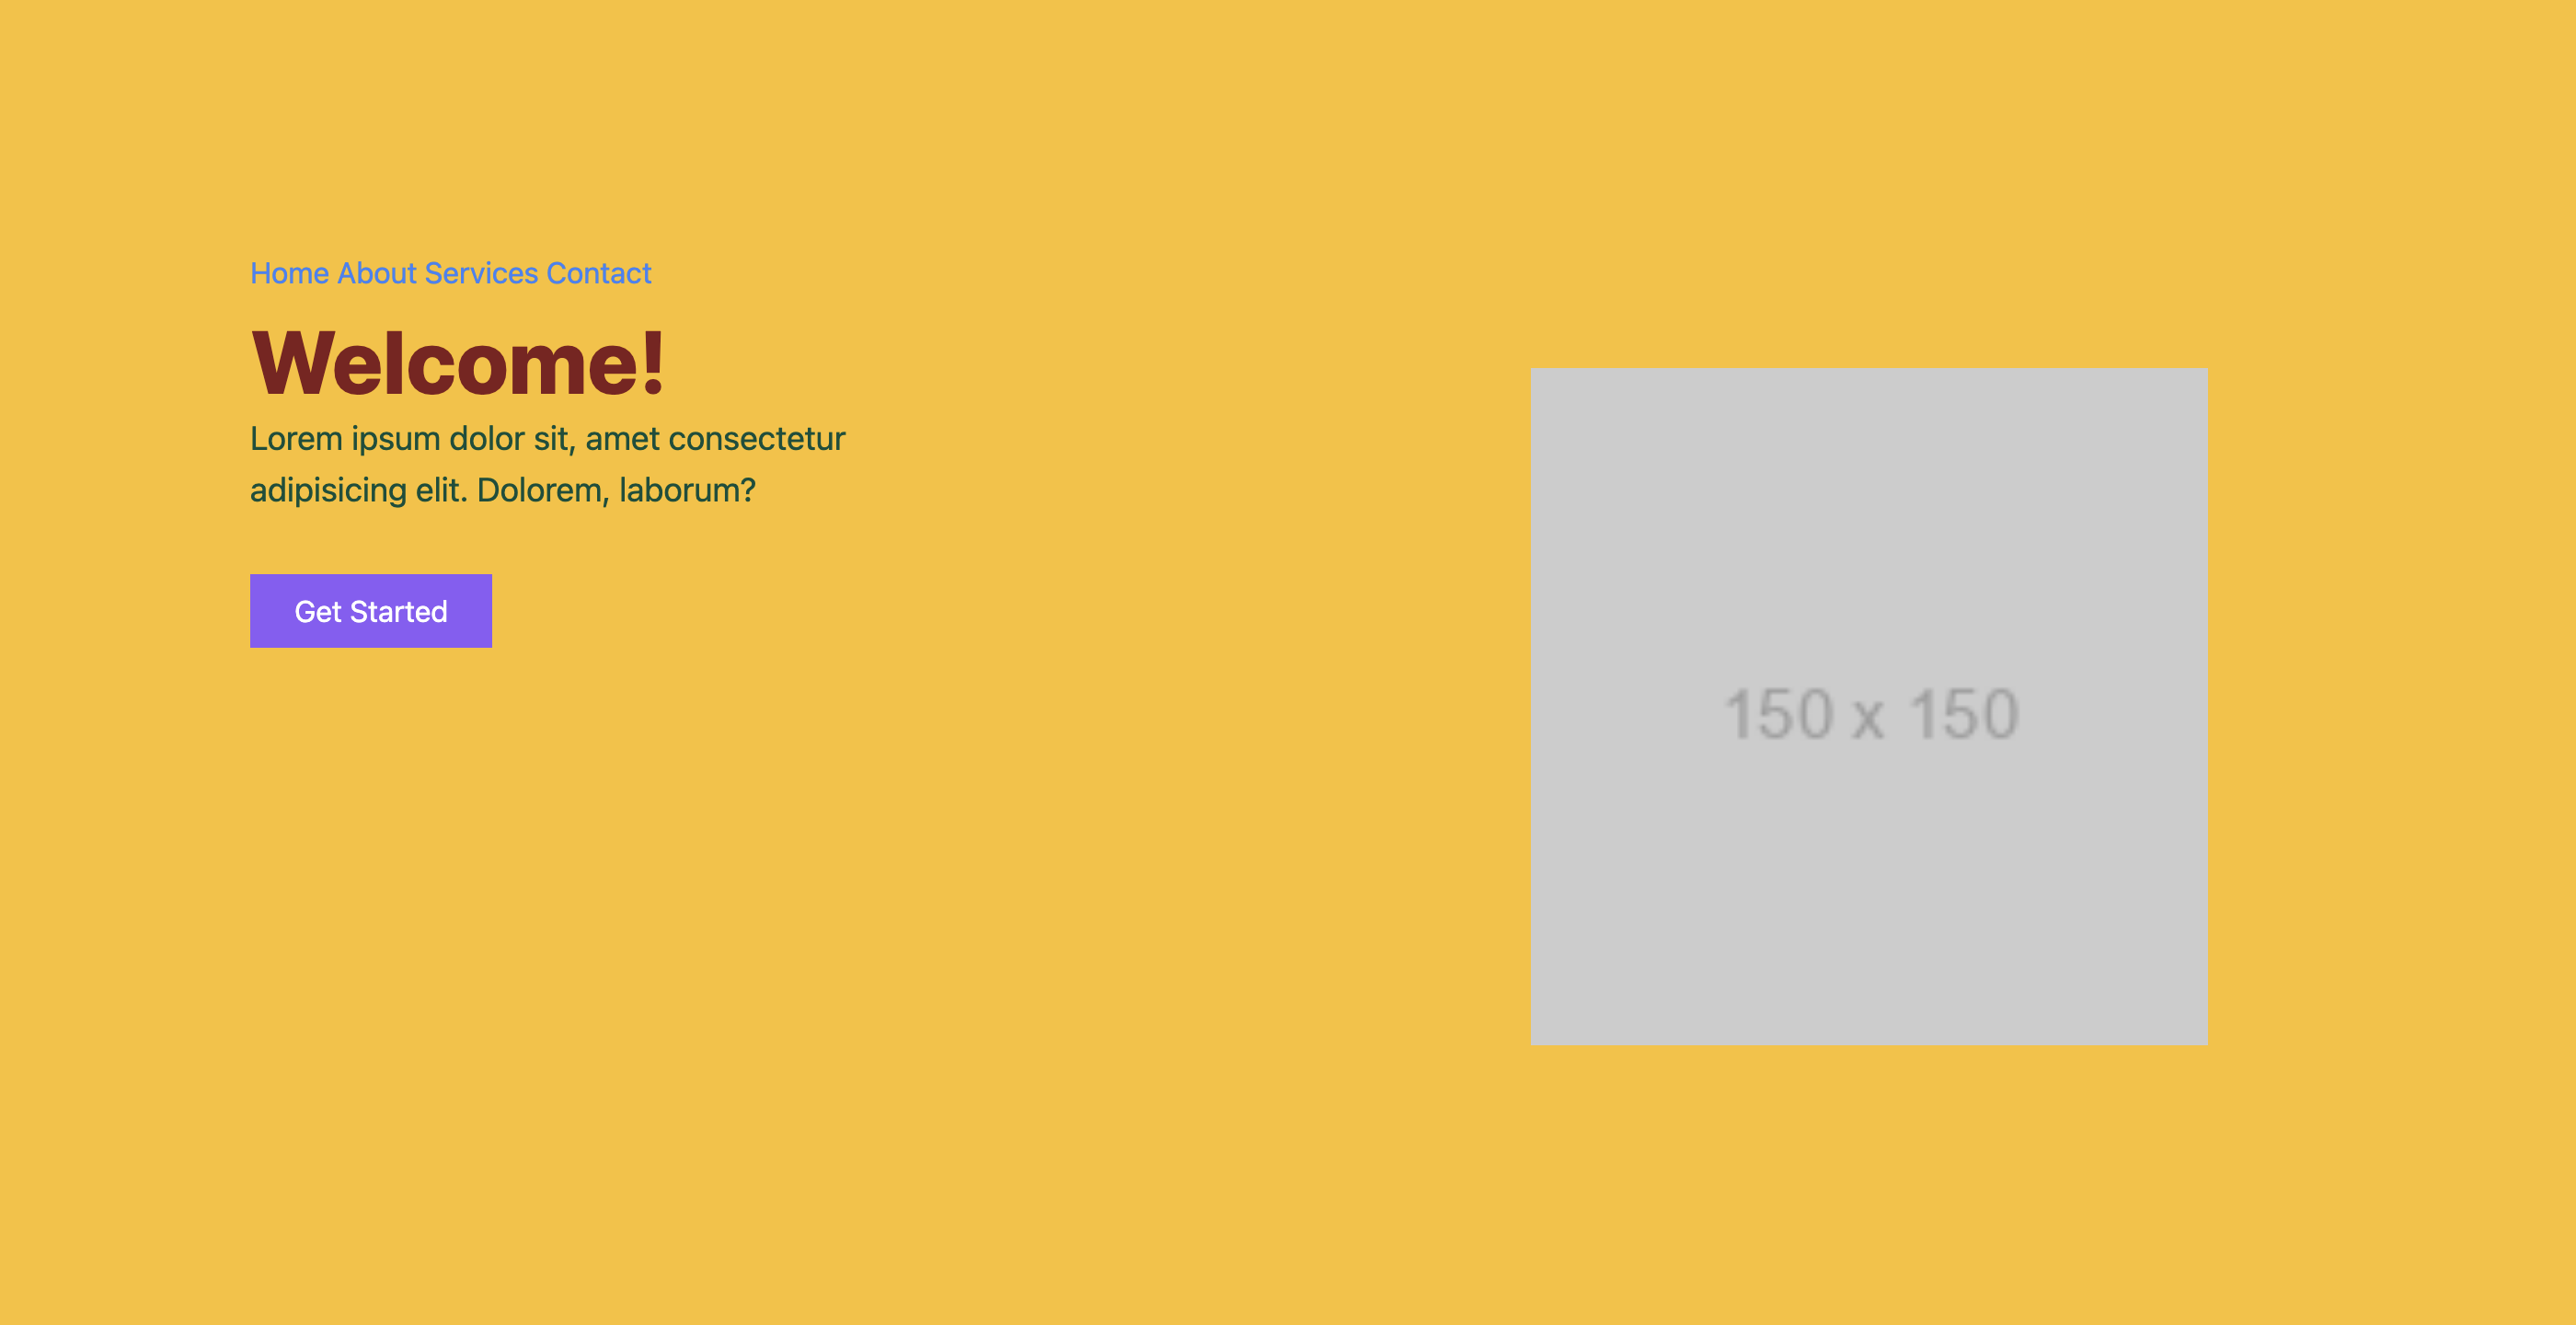 Home About Services Contact
Welcome!
Lorem ipsum dolor sit, amet consectetur
adipisicing elit. Dolorem, laborum?
Get Started
150 x 150